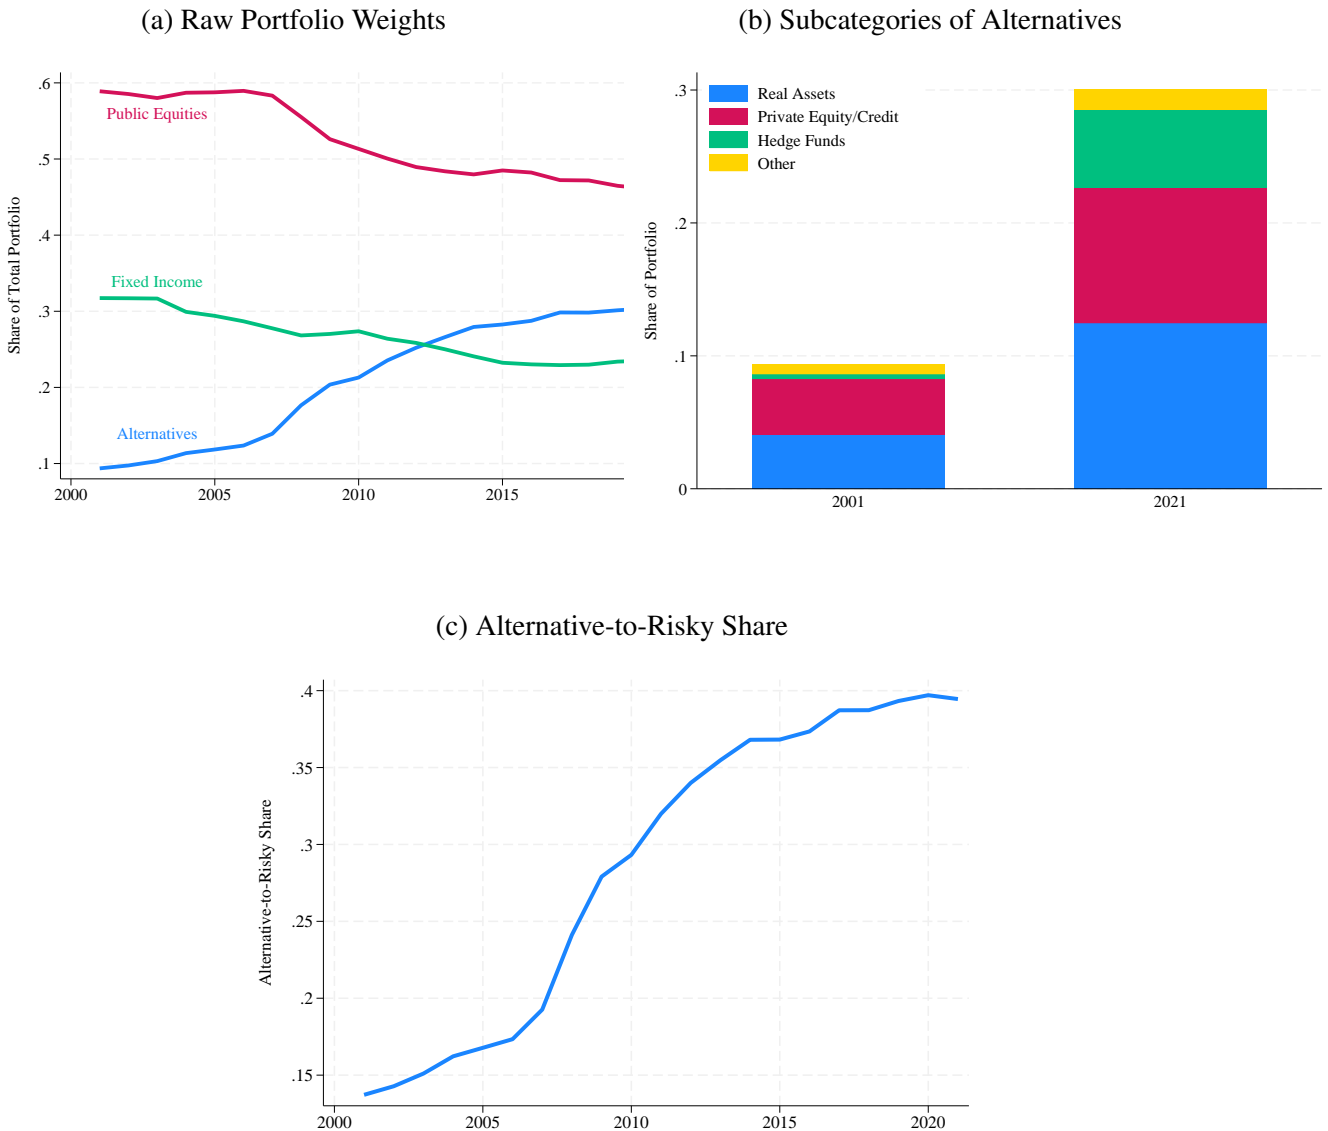 (a) Raw Portfolio Weights
Share of Total Portfolio
.6
.5
.4
.3
.2
.1
Public Equities
Fixed Income
Alternatives
2000 2005 2010 2015
(b) Subcategories of Alternatives
Share of Portfolio
.3
.2
.1
0
Real Assets
Private Equity/Credit
Hedge Funds
Other
2001 2021
(c) Alternative-to-Risky Share
Alternative-to-Risky Share
.4
.35
.3
.25
.2
.15
2000 2005 2010 2015 2020